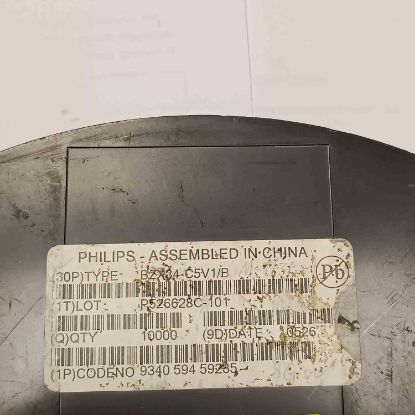 PHILIPS - ASSEMBLED IN CHINA
(30P)TYPE BZX84-C5V1/B
Pb
1T)LOT P526628C-101
(Q)QTY 10000 (9D)DATE 0526
(1P)CODENO 9340 594 59235